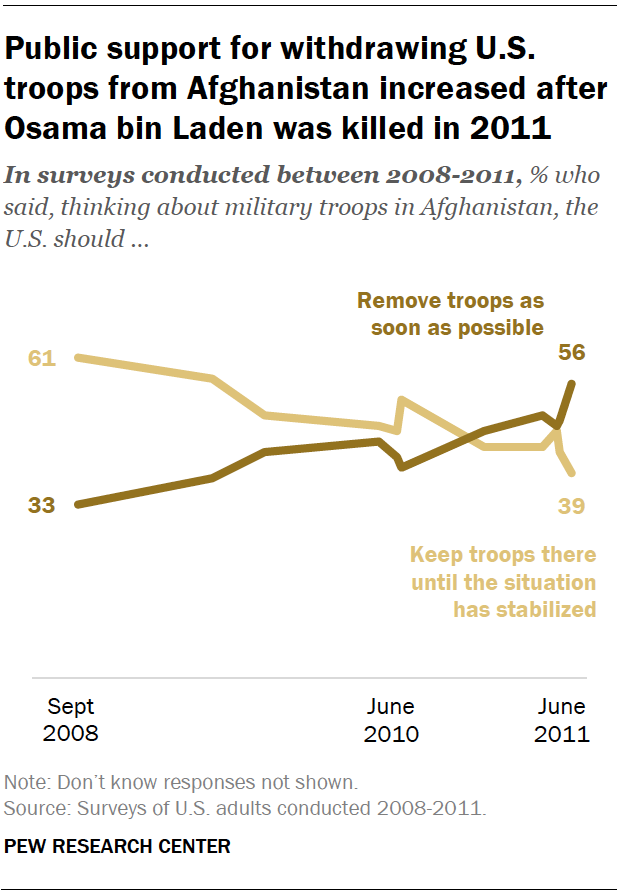 Public support for withdrawing U.S.
troops from Afghanistan increased after
Osama bin Laden was killed in 2011
In surveys conducted between 2008-2011, % who
said, thinking about military troops in Afghanistan, the
U.S. should ...
Remove troops as
soon as possible
61
56
33
39
Keep troops there
until the situation
has stabilized
Sept
2008
June
2010
June
2011
Note: Don’t know responses not shown.
Source: Surveys of U.S. adults conducted 2008-2011.
PEW RESEARCH CENTER